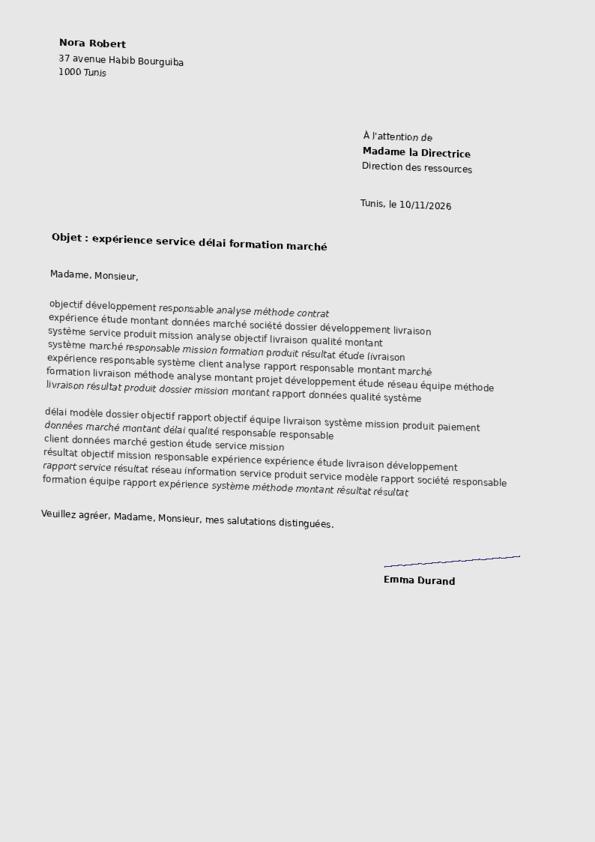 Nora Robert
37 avenue Habib Bourguiba
1000 Tunis
À l'attention de
Madame la Directrice
Direction des ressources
Tunis, le 10/11/2026
Objet : expérience service délai formation marché
Madame, Monsieur,
objectif développement responsable analyse méthode contrat
expérience étude montant données marché société dossier développement livraison
système service produit mission analyse objectif livraison qualité montant
système marché responsable mission formation produit résultat étude livraison
expérience responsable système client analyse rapport responsable montant marché
formation livraison méthode analyse montant projet développement étude réseau équipe méthode
livraison résultat produit dossier mission montant rapport données qualité système
délai modèle dossier objectif rapport objectif équipe livraison système mission produit paiement
données marché montant délai qualité responsable responsable
client données marché gestion étude service mission
résultat objectif mission responsable expérience expérience étude livraison développement
rapport service résultat réseau information service produit service modèle rapport société responsable
formation équipe rapport expérience système méthode montant résultat résultat
Veuillez agréer, Madame, Monsieur, mes salutations distinguées.
Emma Durand